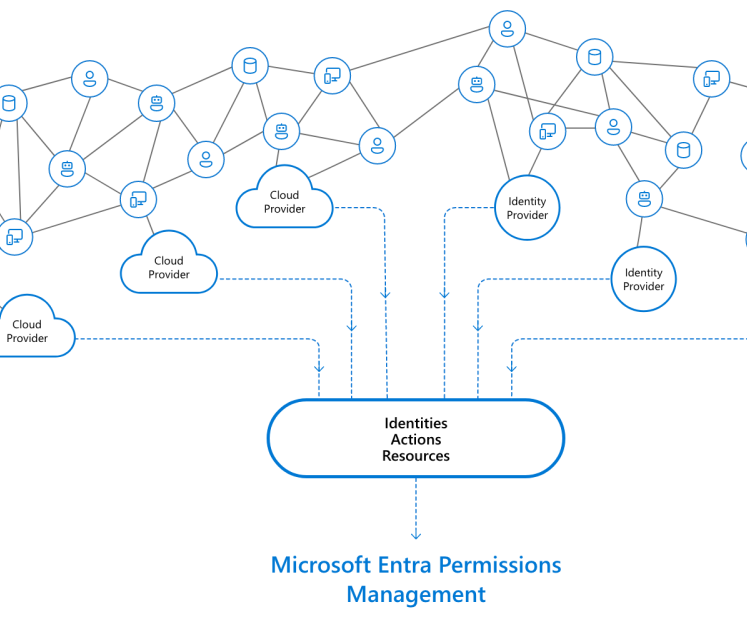 Cloud
Provider
Identity
Provider
Cloud
Provider
Identity
Provider
Cloud
Provider
Identities
Actions
Resources
Microsoft Entra Permissions
Management